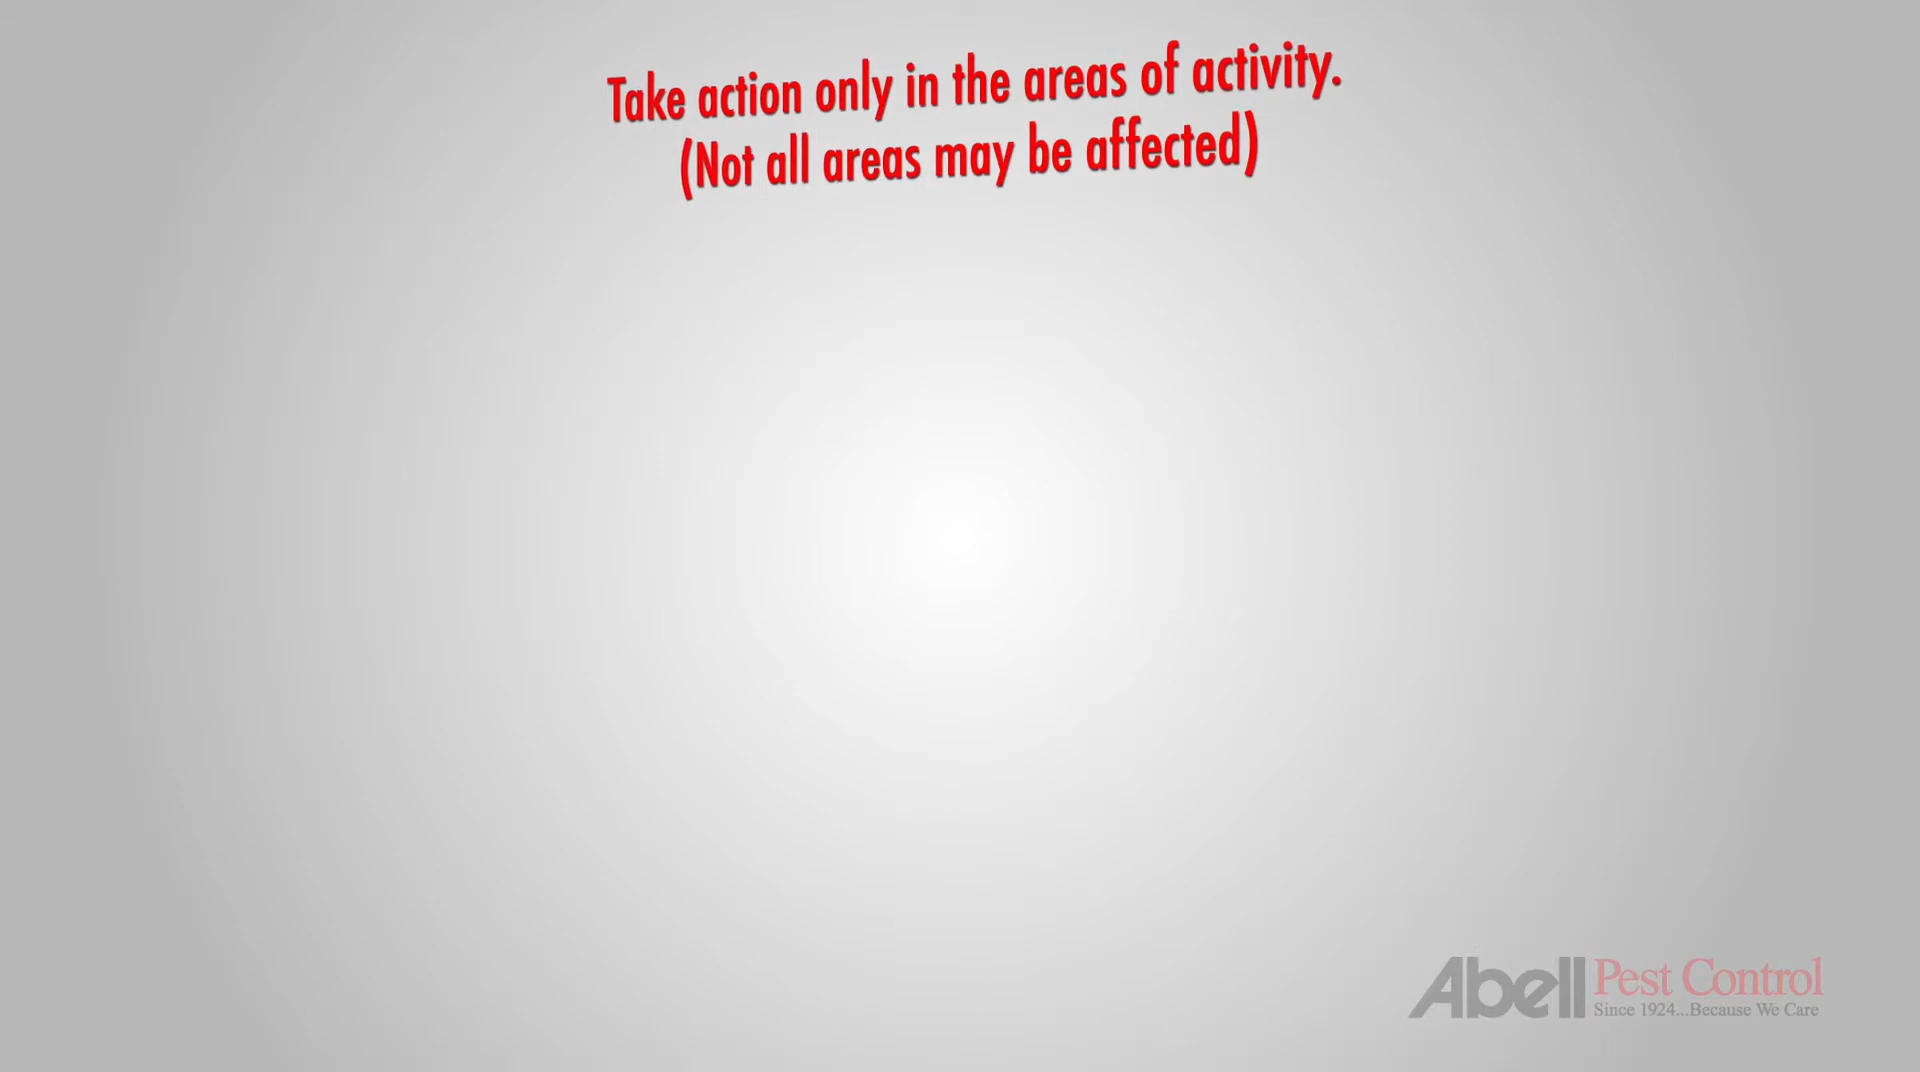 Take action only in the areas of activity.
(Not all areas may be affected)
Abell Pest Control
Since 1924...Because We Care